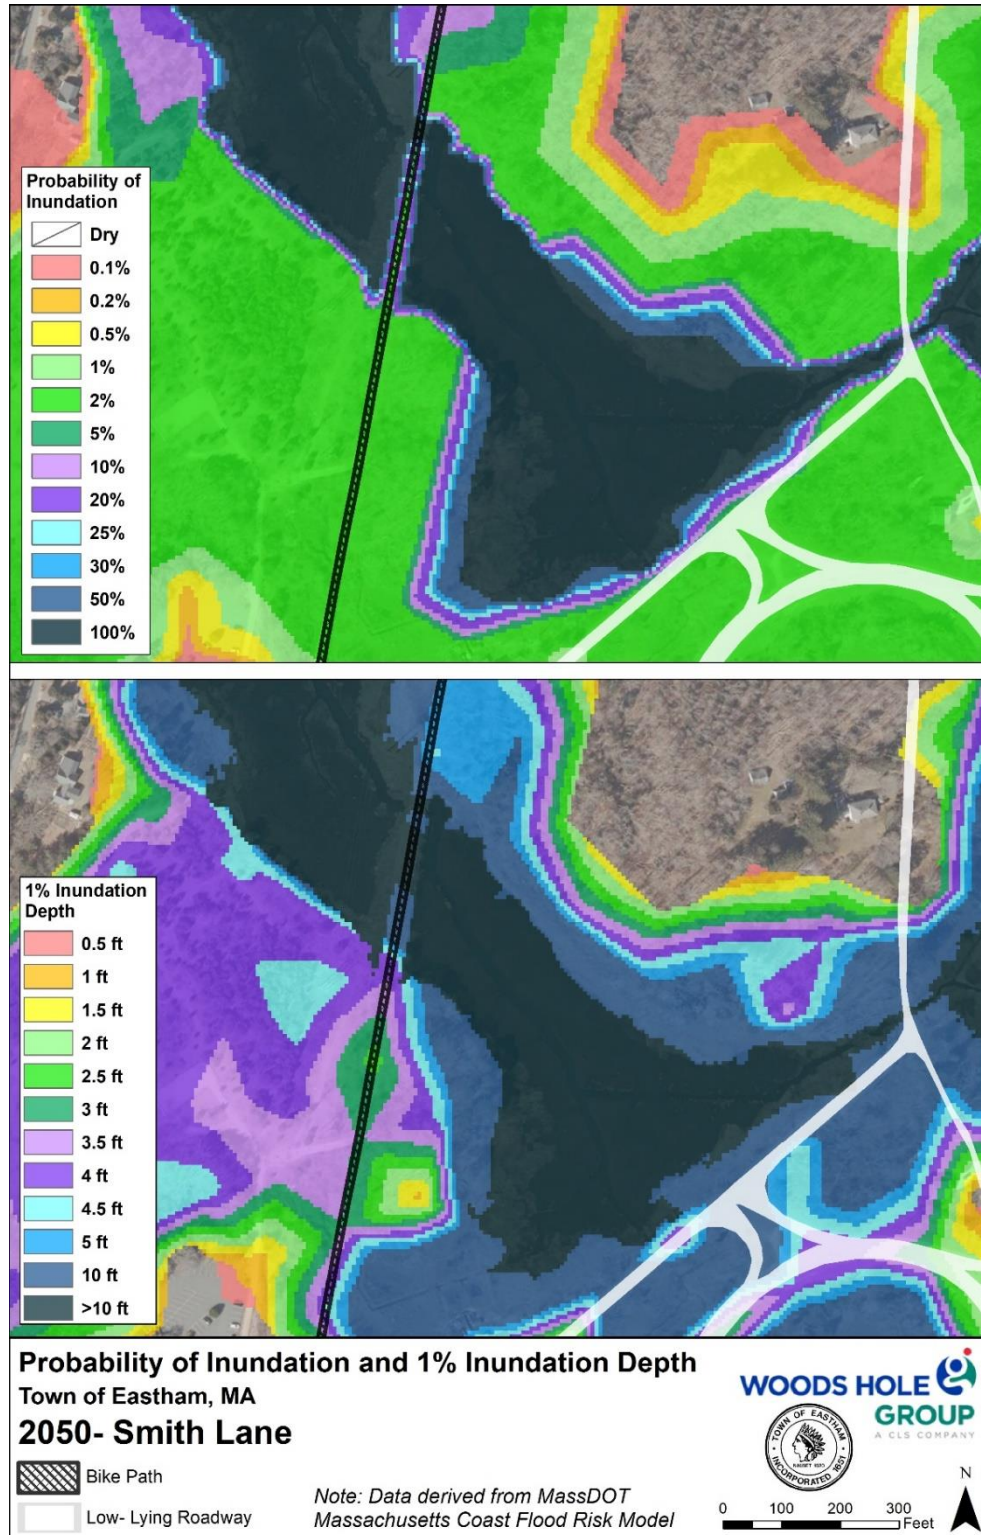 Probability of
Inundation
Dry
0.1%
0.2%
0.5%
1%
2%
5%
10%
20%
25%
30%
50%
100%
1% Inundation
Depth
0.5 ft
1 ft
1.5 ft
2 ft
2.5 ft
3 ft
3.5 ft
4 ft
4.5 ft
5 ft
10 ft
>10 ft
Probability of Inundation and 1% Inundation Depth
Town of Eastham, MA
2050- Smith Lane
Bike Path
Low- Lying Roadway
Note: Data derived from MassDOT
Massachusetts Coast Flood Risk Model
WOODS HOLE
GROUP
A CLS COMPANY
TOWN OF EASTHAM
INCORPORATED 1651
N
0 100 200 300
Feet